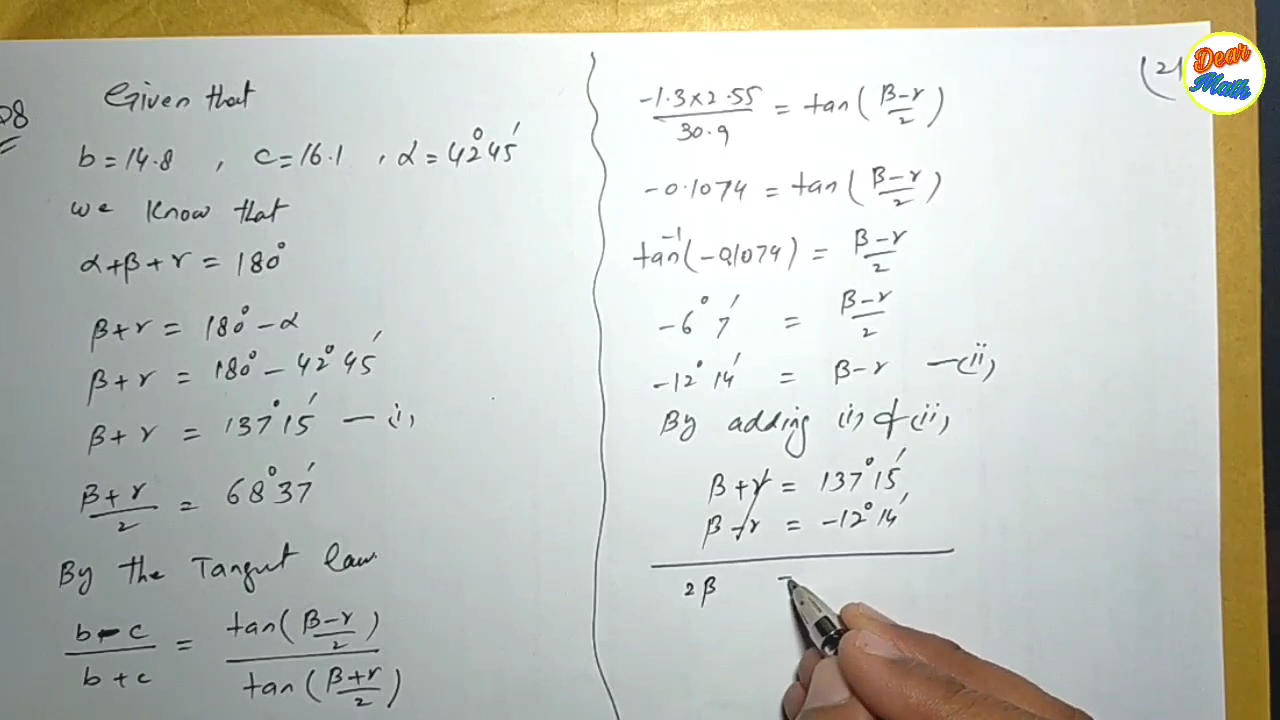 Q8
Given that
b = 14.8 , c = 16.1 , α = 42°45′
We Know that
α+β+γ = 180°
β+γ = 180° − α
β+γ = 180° − 42°45′
β+γ = 137°15′ — (i)
β+γ/2 = 68°37′
By the Tangent law
b-c/b+c = tan(β−γ/2)/tan(β+γ/2)
(21
Dear
Math
-1.3×2.55/30.9 = tan(β−γ/2)
-0.1074 = tan(β−γ/2)
tan⁻¹(-0.1074) = β−γ/2
-6° 7′ = β−γ/2
-12° 14′ = β−γ — (ii)
By adding (i) & (ii)
β+γ = 137°15′
β−γ = -12°14′
2β